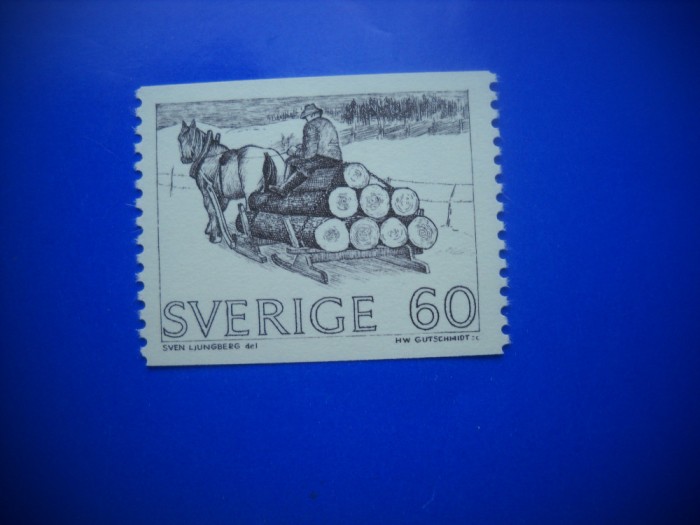 SVERIGE 60
SVEN LJUNGBERG del HW GUTSCHMIDT sc